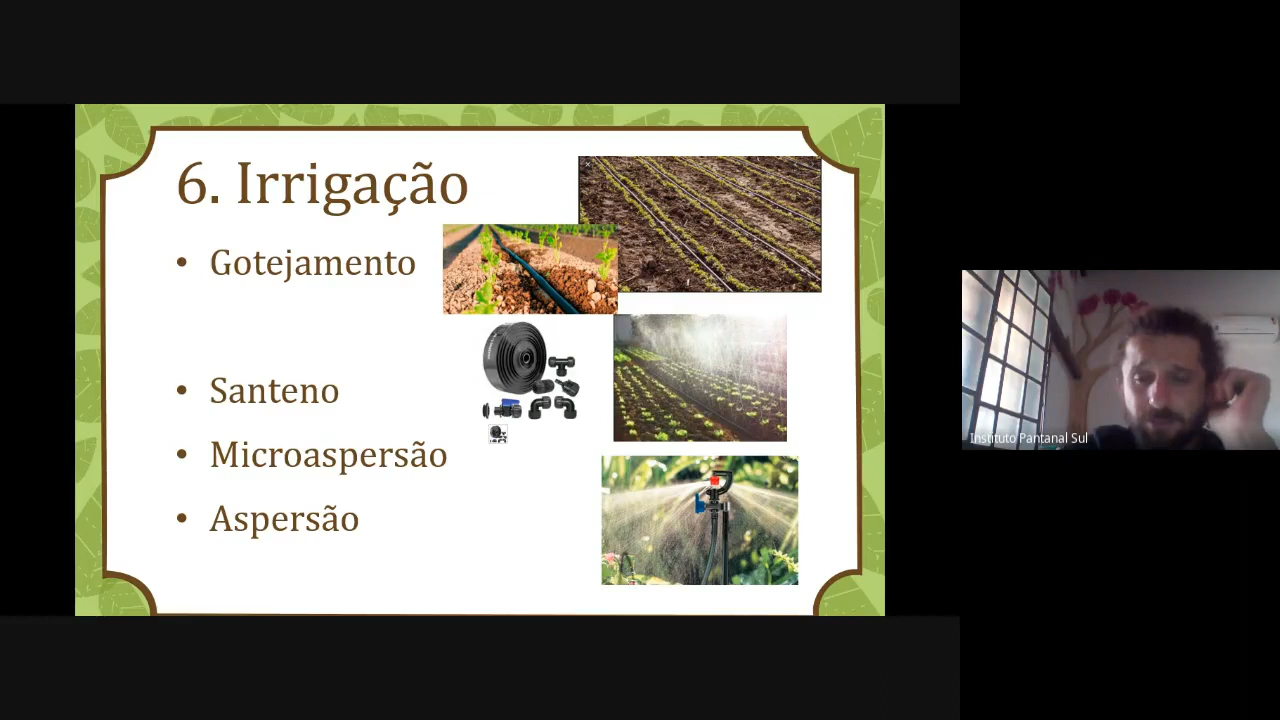 6. Irrigação
• Gotejamento
• Santeno
• Microaspersão
• Aspersão
Instituto Pantanal Sul